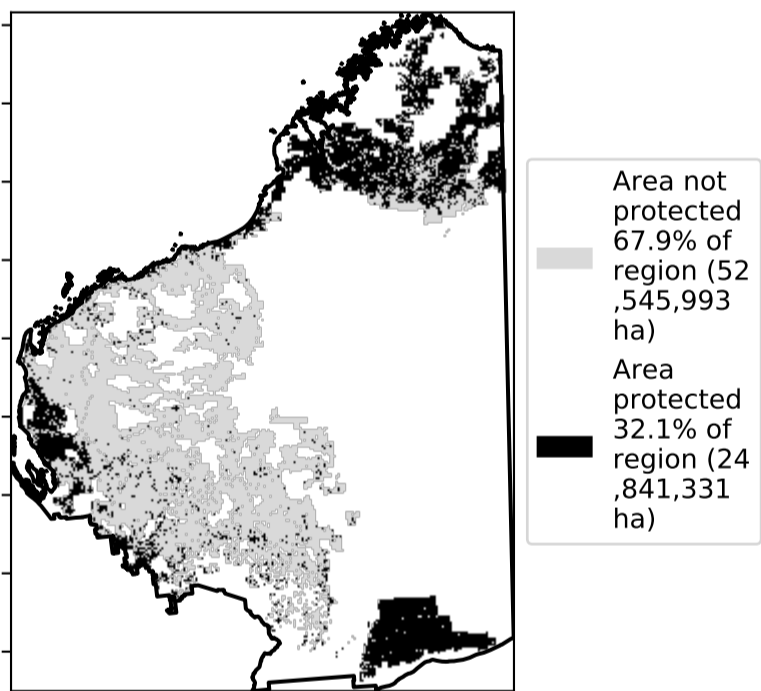 Area not
protected
67.9% of
region (52
,545,993
ha)
Area
protected
32.1% of
region (24
,841,331
ha)